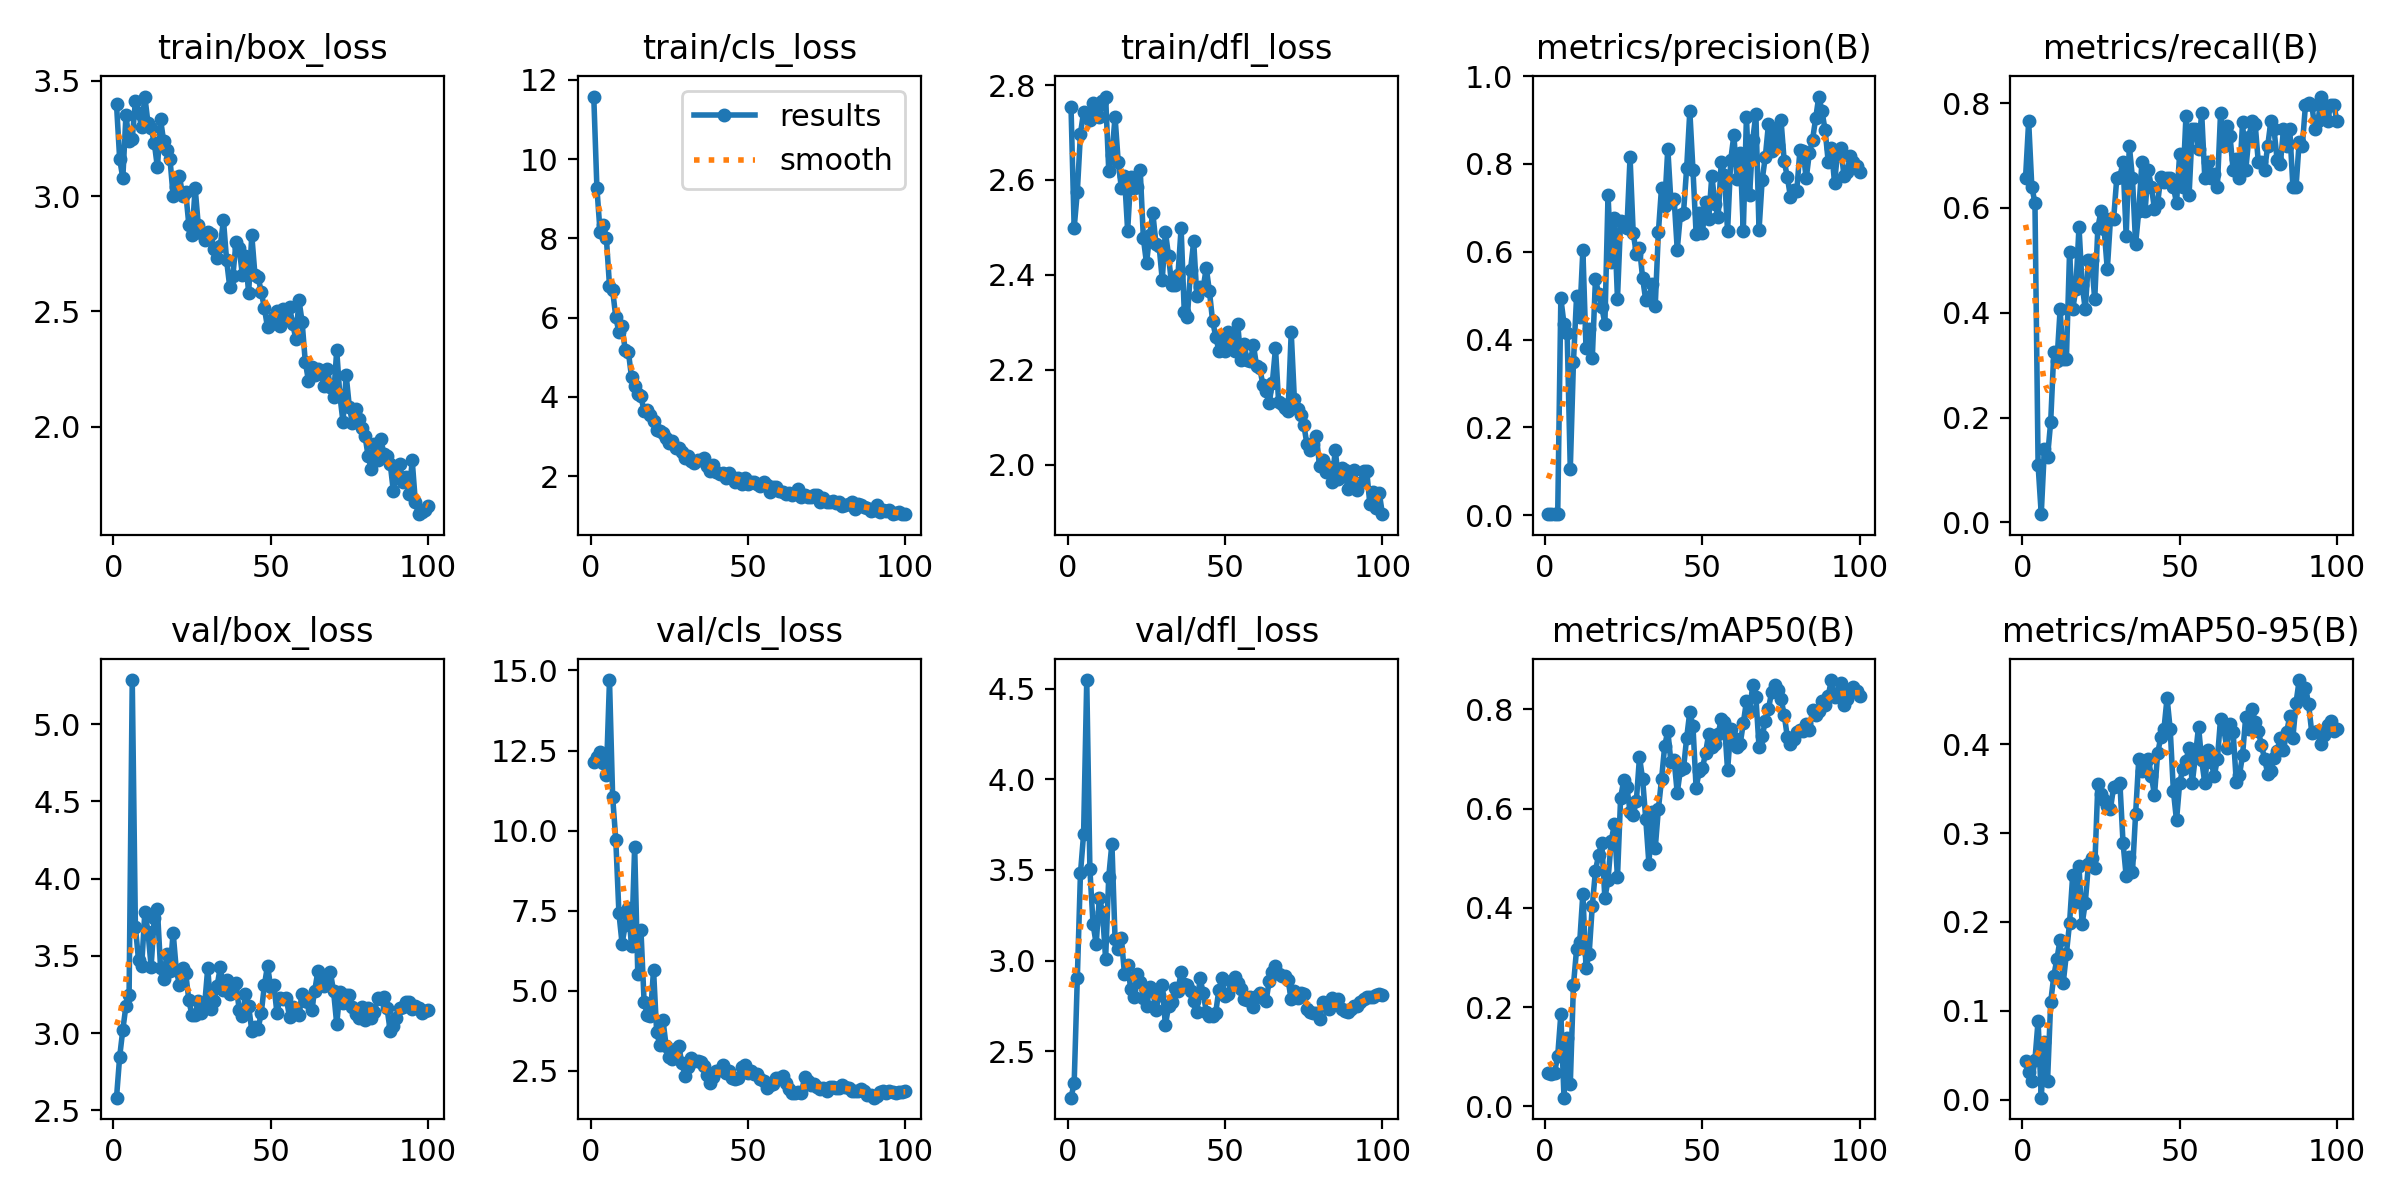 train/box_loss
3.5
3.0
2.5
2.0
0 50 100
train/cls_loss
12
10
8
6
4
2
results
smooth
0 50 100
train/dfl_loss
2.8
2.6
2.4
2.2
2.0
0 50 100
metrics/precision(B)
1.0
0.8
0.6
0.4
0.2
0.0
0 50 100
metrics/recall(B)
0.8
0.6
0.4
0.2
0.0
0 50 100
val/box_loss
5.0
4.5
4.0
3.5
3.0
2.5
0 50 100
val/cls_loss
15.0
12.5
10.0
7.5
5.0
2.5
0 50 100
val/dfl_loss
4.5
4.0
3.5
3.0
2.5
0 50 100
metrics/mAP50(B)
0.8
0.6
0.4
0.2
0.0
0 50 100
metrics/mAP50-95(B)
0.4
0.3
0.2
0.1
0.0
0 50 100